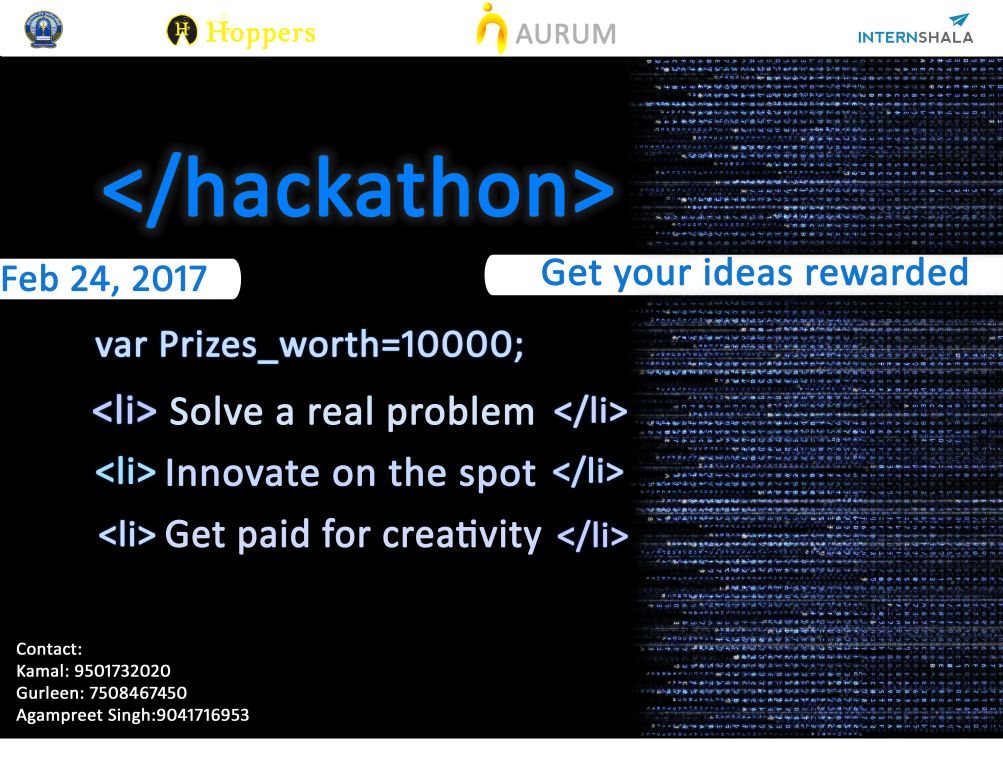 Hoppers
AURUM
INTERNSHALA
</hackathon>
Feb 24, 2017
Get your ideas rewarded
var Prizes_worth=10000;
<li> Solve a real problem </li>
<li> Innovate on the spot </li>
<li> Get paid for creativity </li>
Contact:
Kamal: 9501732020
Gurleen: 7508467450
Agampreet Singh:9041716953